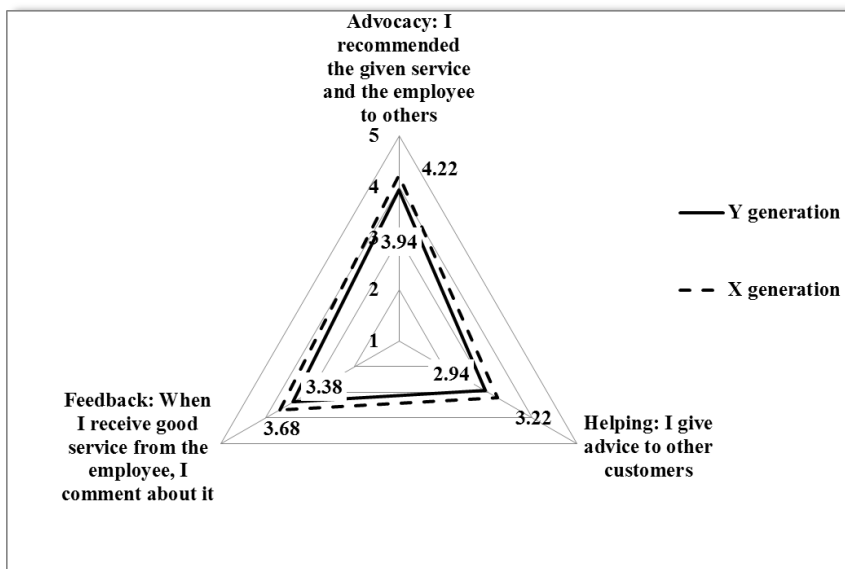 Advocacy: I
recommended
the given service
and the employee
to others
5
4.22
4
3
3.94
2
1
Y generation
X generation
2.94
3.38
3.22
3.68
Feedback: When
I receive good
service from the
employee, I
comment about it
Helping: I give
advice to other
customers